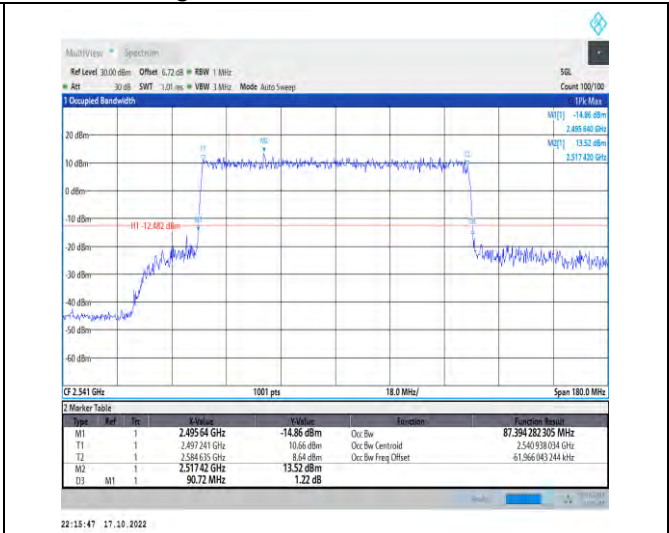 MultiView Spectrum
Ref Level 30.00 dBm Offset 6.72 dB RBW 1 MHz SGL
Att 30 dB SWT 1.01 ms VBW 3 MHz Mode Auto Sweep Count 100/100
1 Occupied Bandwidth 1Pk Max
M1[1] -14.86 dBm
2.495 640 GHz
M2[1] 13.52 dBm
2.517 420 GHz
20 dBm
T1 M2 T2
10 dBm
0 dBm
-10 dBm
H1 -12.482 dBm
M1
-20 dBm
-30 dBm
-40 dBm
-50 dBm
-60 dBm
CF 2.541 GHz 1001 pts 18.0 MHz/ Span 180.0 MHz
2 Marker Table
Type Ref Trc X-Value Y-Value Function Function Result
M1 1 2.495 64 GHz -14.86 dBm Occ Bw 87.394 282 305 MHz
T1 1 2.497 241 GHz 10.66 dBm Occ Bw Centroid 2.540 938 034 GHz
T2 1 2.584 635 GHz 8.64 dBm Occ Bw Freq Offset -61.966 043 244 kHz
M2 1 2.517 42 GHz 13.52 dBm
D3 M1 1 90.72 MHz 1.22 dB
22:15:47 17.10.2022